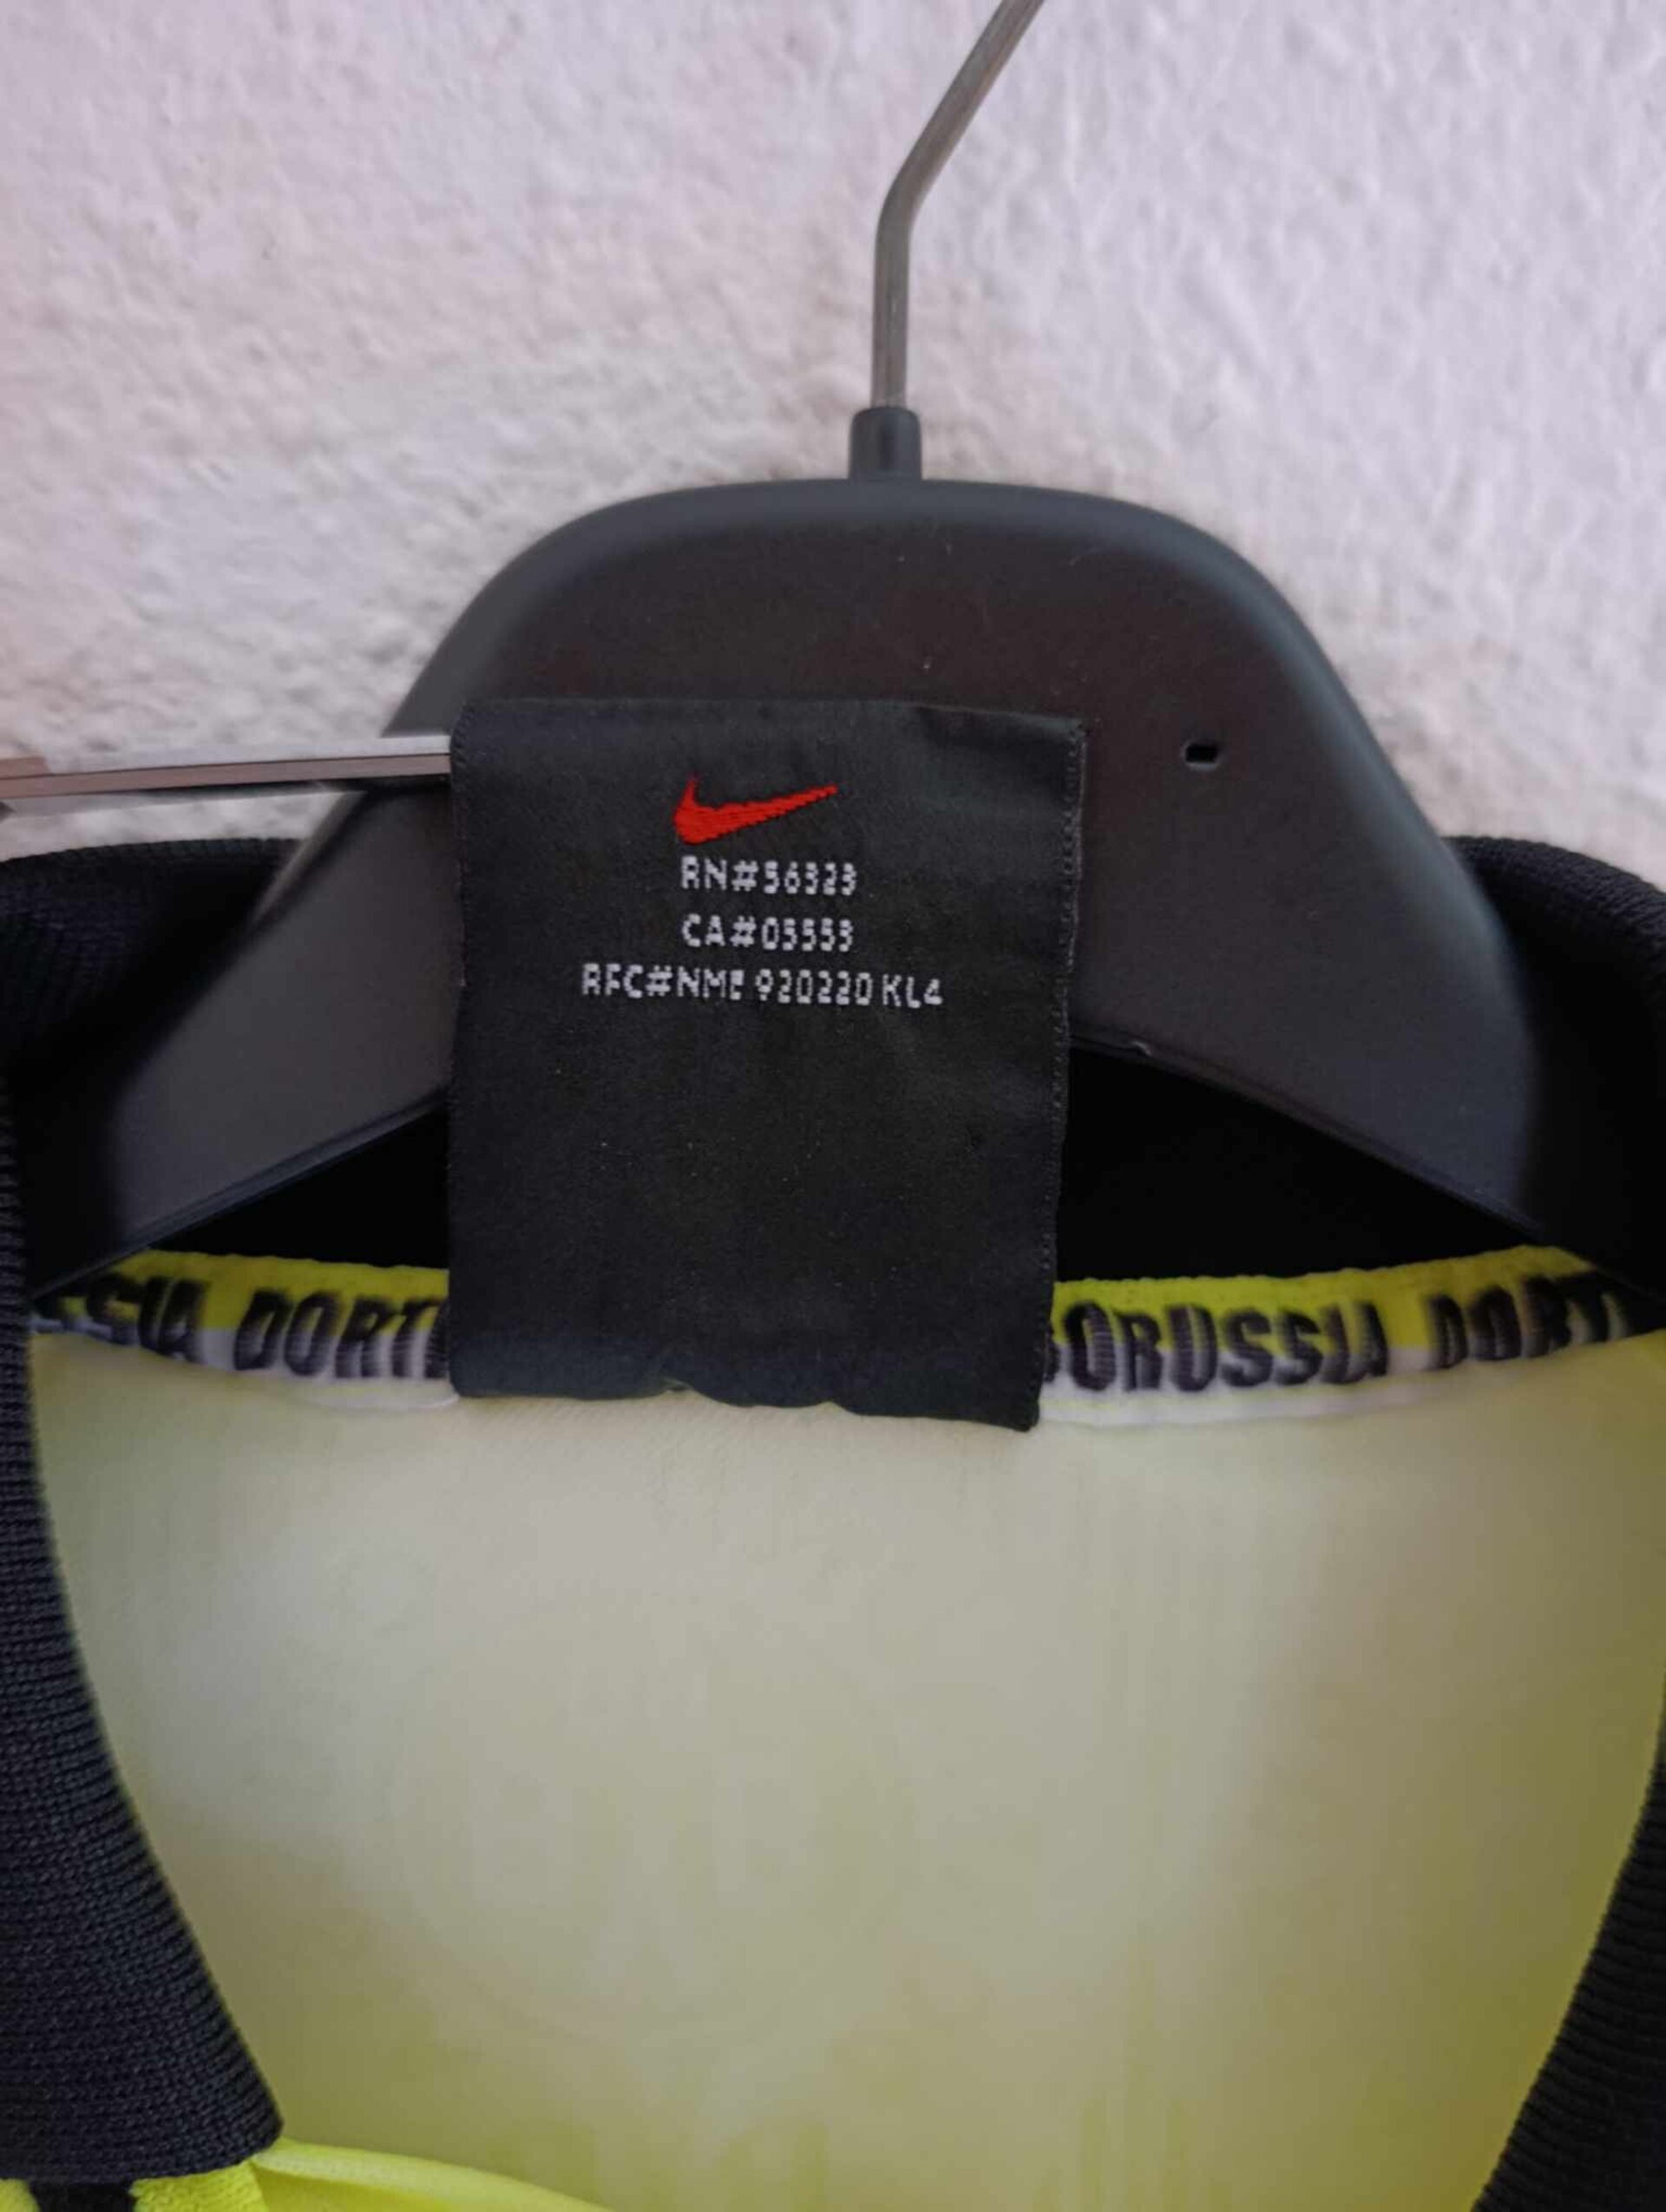 RN#56323
CA#05553
RFC#NME 920220 KL4
SSIA DORT
BORUSSIA DORT